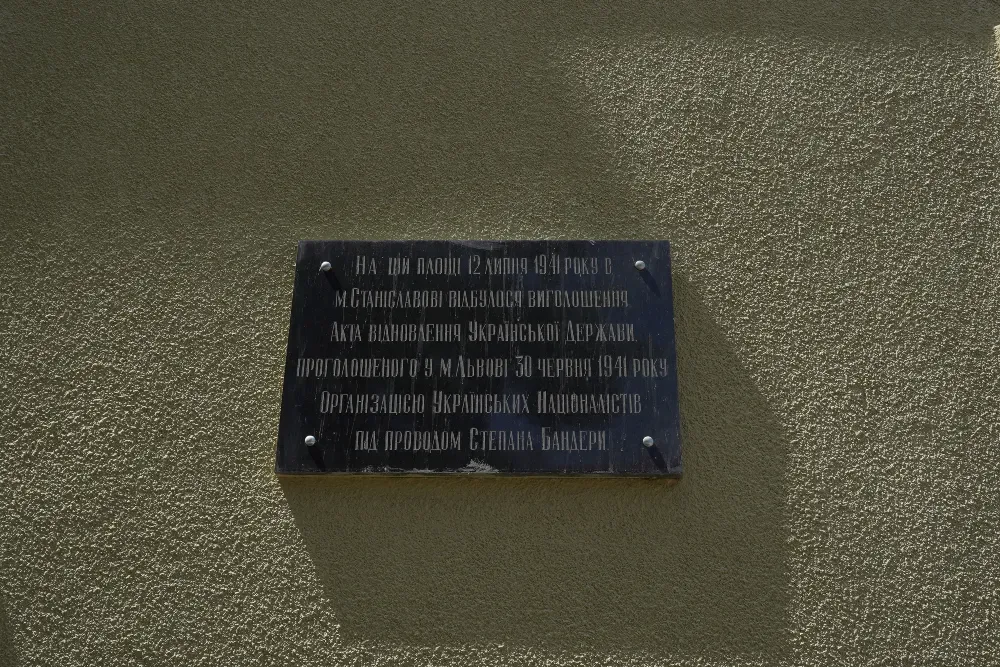 На цій площі 12 липня 1941 року в
м.Станіславові відбулося виголошення
Акта відновлення Української Держави,
проголошеного у м.Львові 30 червня 1941 року
Організацією Українських Націоналістів
під проводом Степана Бандери